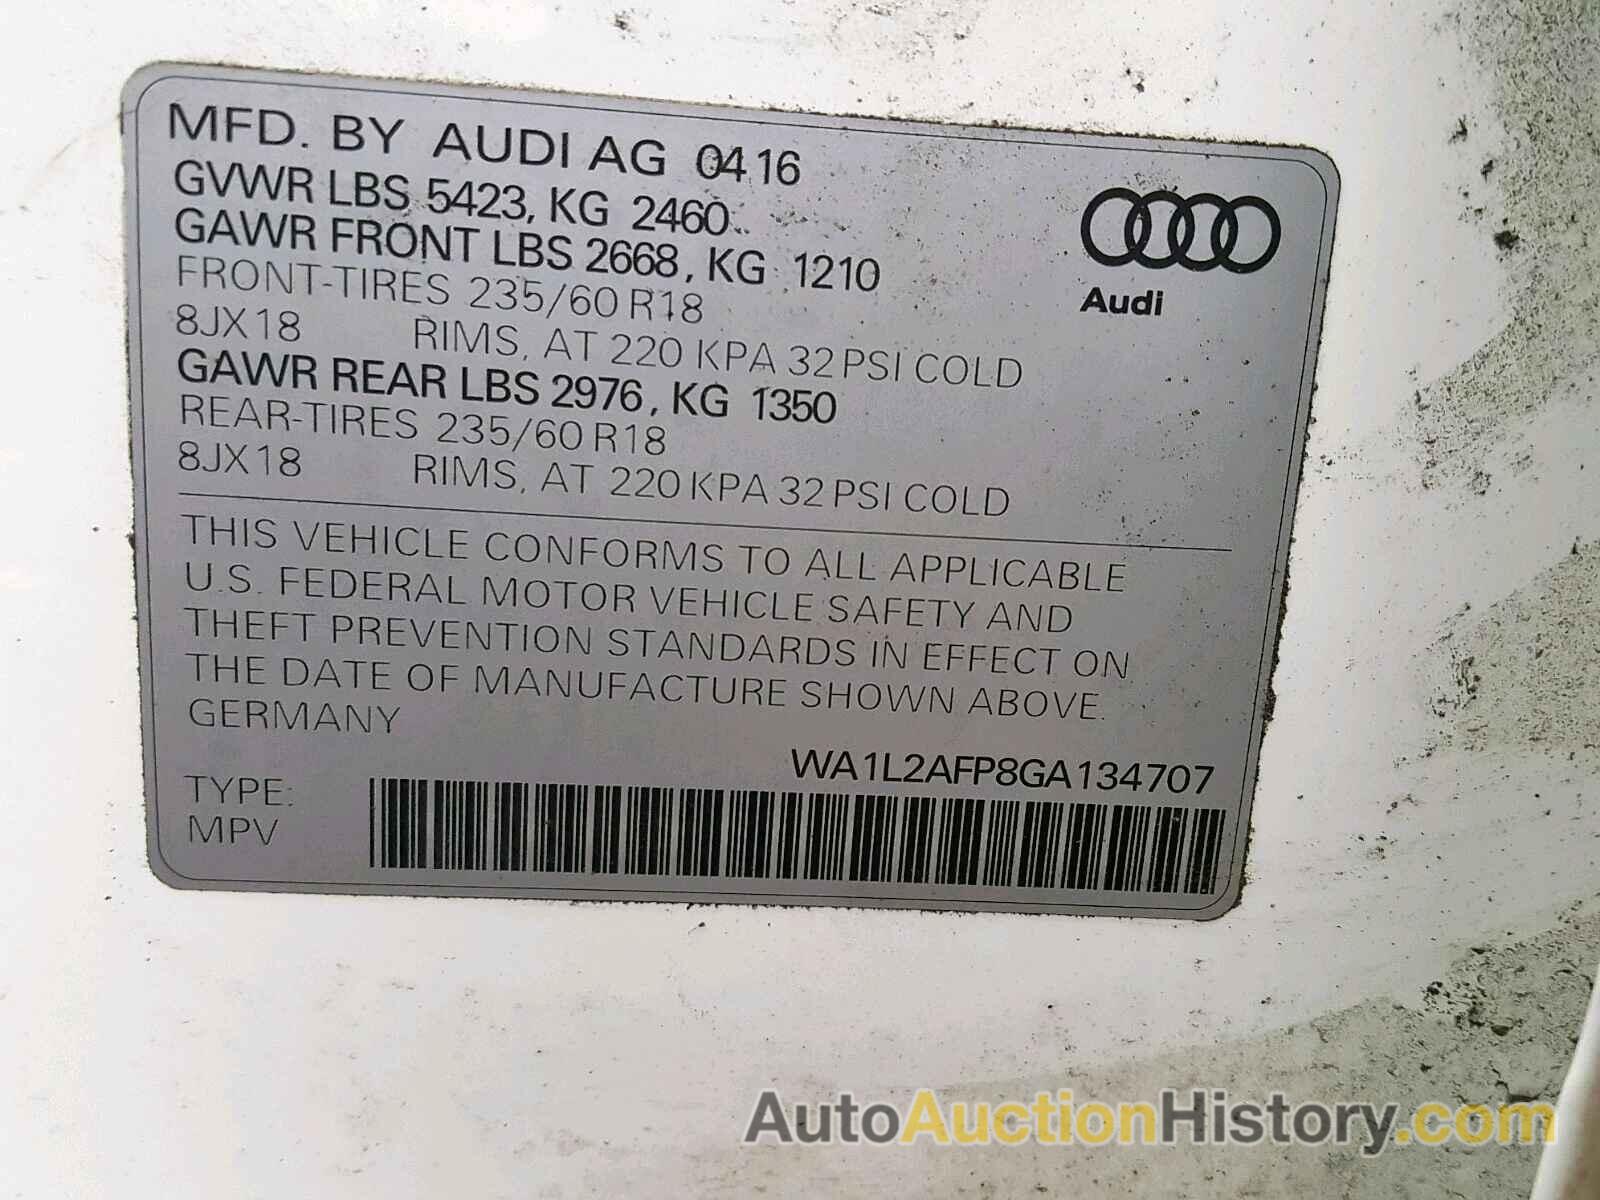 MFD. BY AUDI AG 0416
GVWR LBS 5423, KG 2460
GAWR FRONT LBS 2668, KG 1210
FRONT-TIRES 235/60 R18
8JX18 RIMS, AT 220 KPA 32 PSI COLD
GAWR REAR LBS 2976, KG 1350
REAR-TIRES 235/60 R18
8JX18 RIMS, AT 220 KPA 32 PSI COLD
Audi
THIS VEHICLE CONFORMS TO ALL APPLICABLE
U.S. FEDERAL MOTOR VEHICLE SAFETY AND
THEFT PREVENTION STANDARDS IN EFFECT ON
THE DATE OF MANUFACTURE SHOWN ABOVE.
GERMANY
WA1L2AFP8GA134707
TYPE:
MPV
AutoAuctionHistory.com